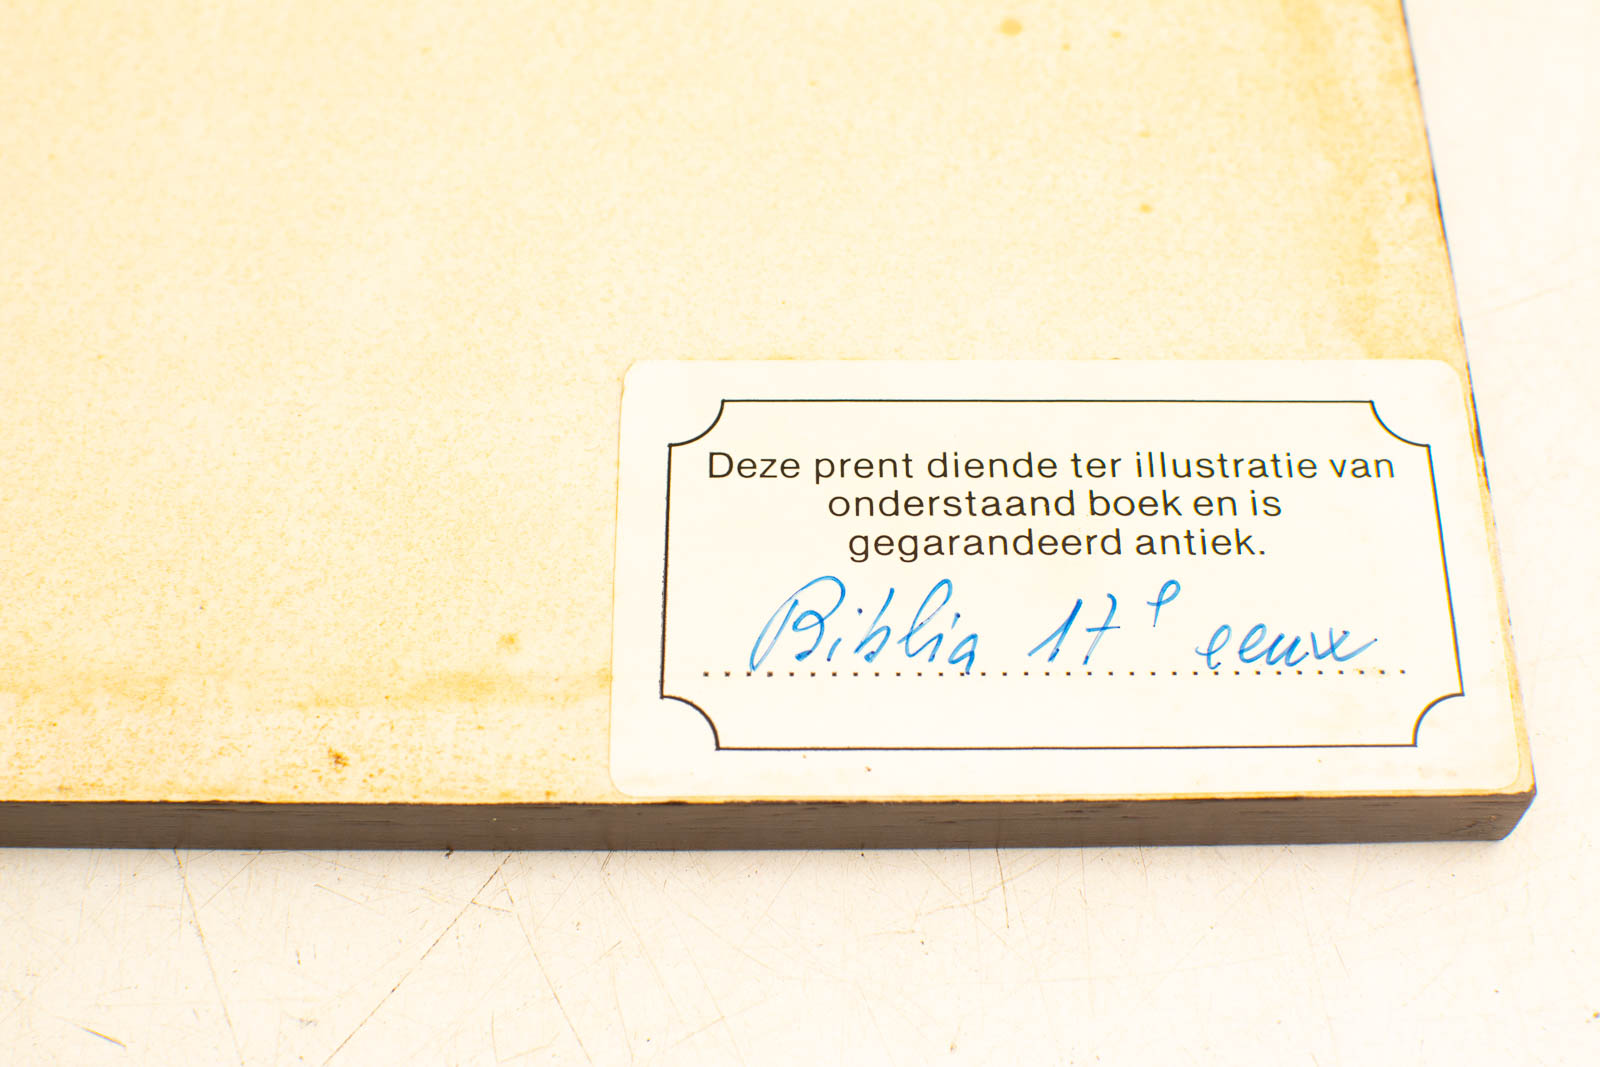 Deze prent diende ter illustratie van
onderstaand boek en is
gegarandeerd antiek.
Biblia 17e eeuw